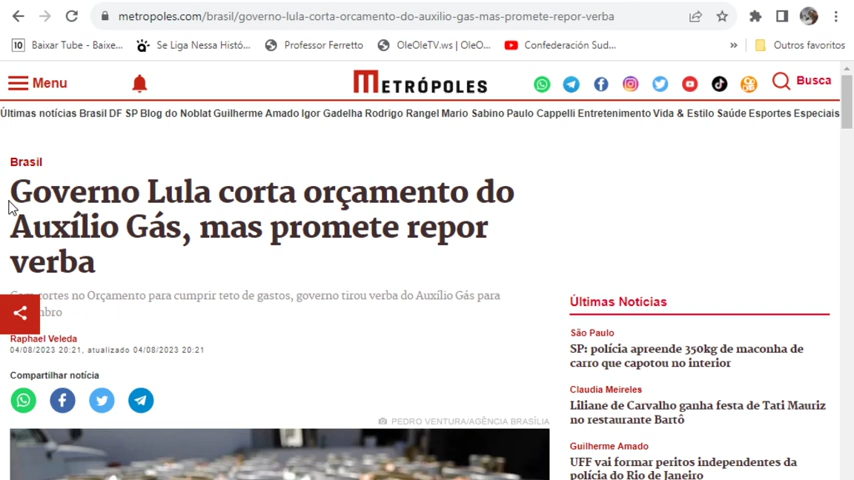 metropoles.com/brasil/governo-lula-corta-orcamento-do-auxilio-gas-mas-promete-repor-verba
Baixar Tube - Baixe... Se Liga Nessa Histó... Professor Ferretto OleOleTV.ws | OleO... Confederación Sud... » Outros favoritos
Menu METRÓPOLES Busca
Últimas notícias Brasil DF SP Blog do Noblat Guilherme Amado Igor Gadelha Rodrigo Rangel Mario Sabino Paulo Cappelli Entretenimento Vida & Estilo Saúde Esportes Especiais
Brasil
Governo Lula corta orçamento do
Auxílio Gás, mas promete repor
verba
cortes no Orçamento para cumprir teto de gastos, governo tirou verba do Auxílio Gás para
Raphael Veleda
04/08/2023 20:21, atualizado 04/08/2023 20:21
Compartilhar notícia
PEDRO VENTURA/AGÊNCIA BRASÍLIA
Últimas Notícias
São Paulo
SP: polícia apreende 350kg de maconha de
carro que capotou no interior
Claudia Meireles
Liliane de Carvalho ganha festa de Tati Mauriz
no restaurante Bartô
Guilherme Amado
UFF vai formar peritos independentes da
polícia do Rio de Janeiro